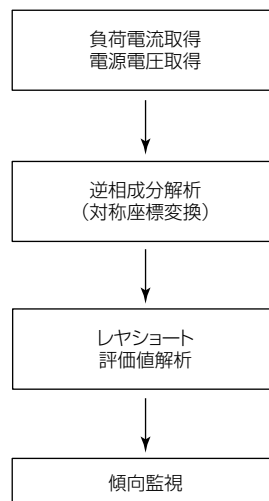 負荷電流取得
電源電圧取得
逆相成分解析
（対称座標変換）
レヤショート
評価値解析
傾向監視